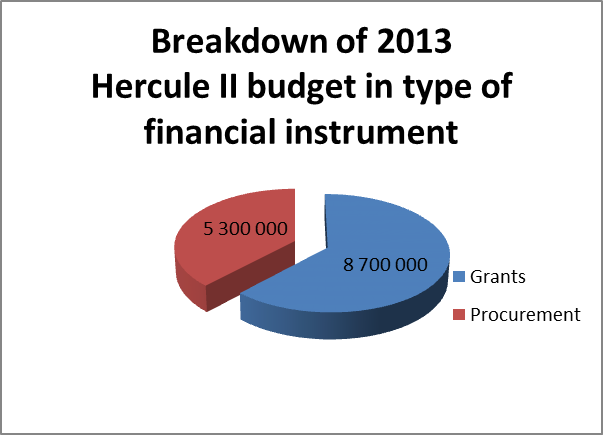 Breakdown of 2013
Hercule II budget in type of
financial instrument
5 300 000
8 700 000
Grants
Procurement